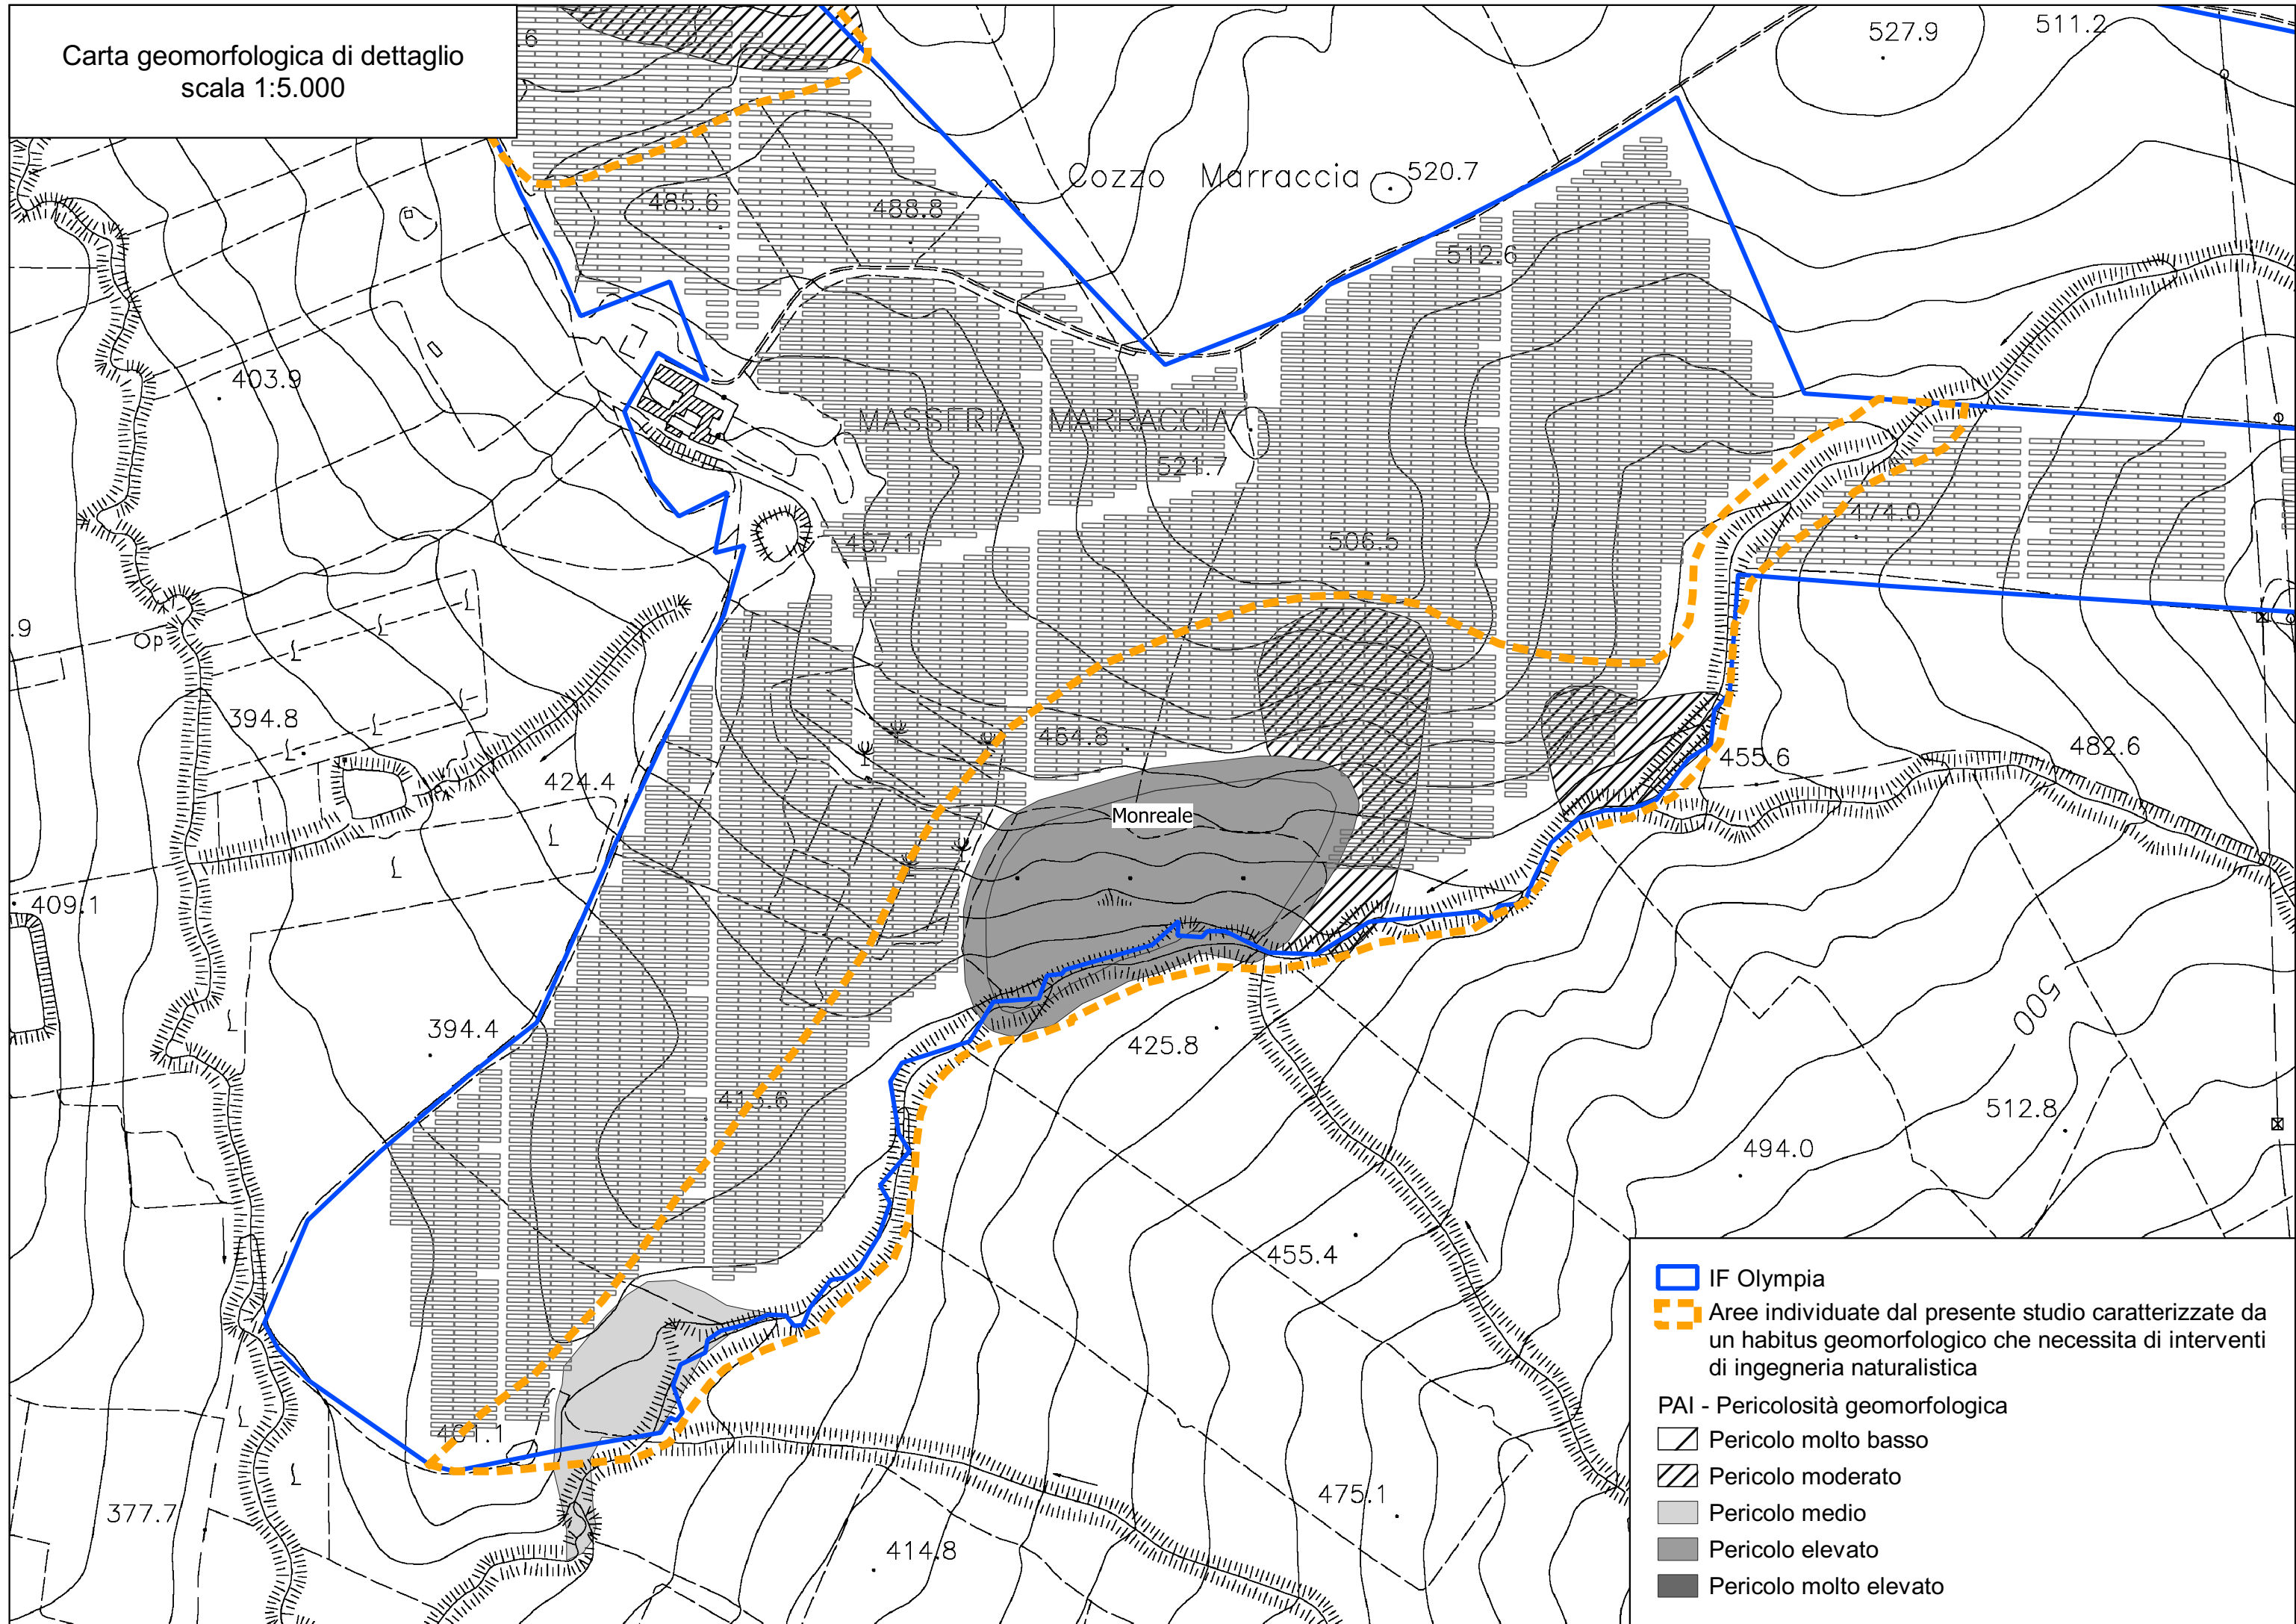 Carta geomorfologica di dettaglio
scala 1:5.000
527.9
511.2
Cozzo Marraccia
520.7
485.6
488.8
512.6
403.9
MASSERIA MARRACCIA
521.7
474.0
457.1
506.5
.9
Op
394.8
464.8
482.6
455.6
424.4
Monreale
409.1
500
394.4
425.8
413.6
512.8
494.0
455.4
401.1
475.1
377.7
414.8
IF Olympia
Aree individuate dal presente studio caratterizzate da
un habitus geomorfologico che necessita di interventi
di ingegneria naturalistica
PAI - Pericolosità geomorfologica
Pericolo molto basso
Pericolo moderato
Pericolo medio
Pericolo elevato
Pericolo molto elevato